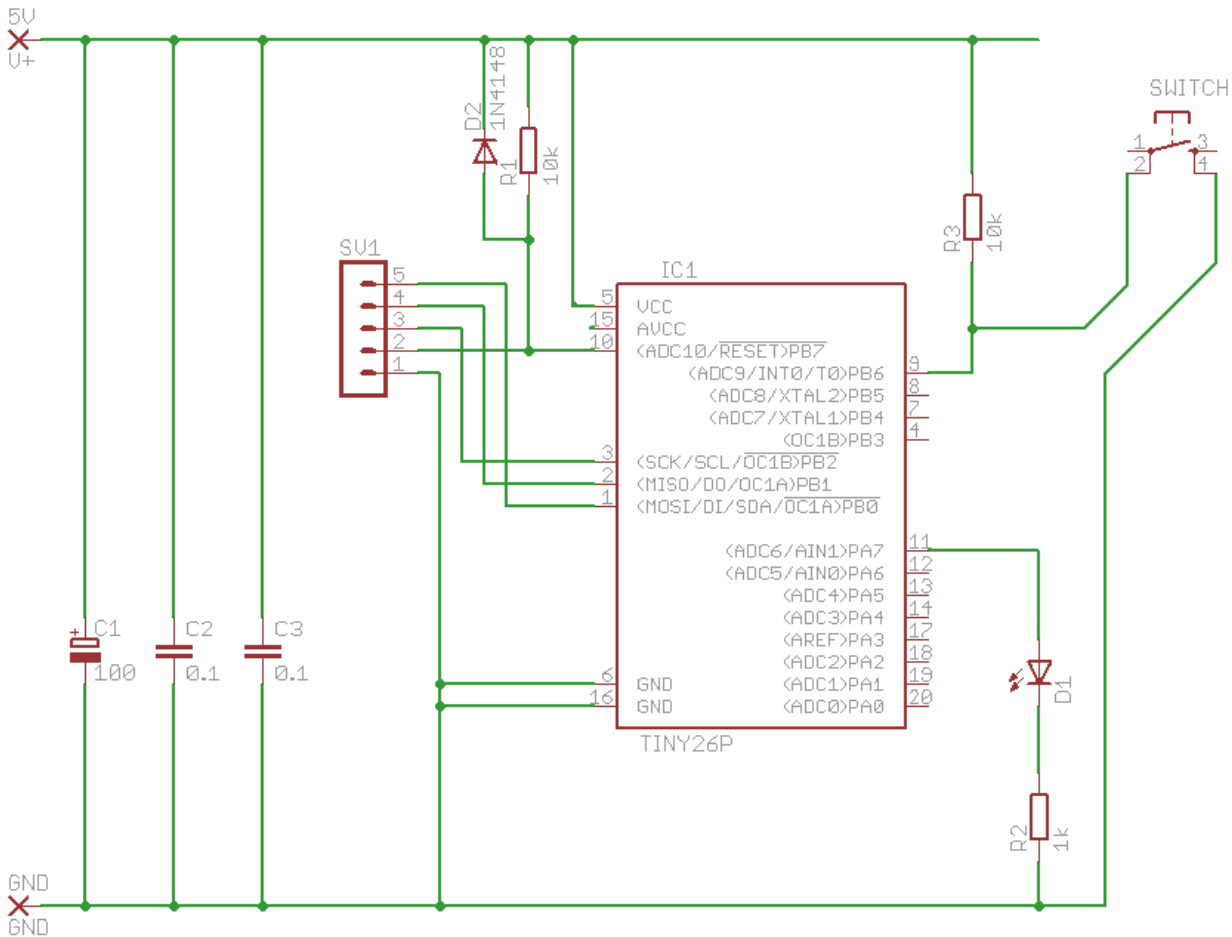 5V
V+
D2
1N4148
R1
10k
SWITCH
1
2
3
4
R3
10k
SV1
5
4
3
2
1
IC1
5 VCC
15 AVCC
10 (ADC10/RESET)PB7
(ADC9/INT0/T0)PB6 9
(ADC8/XTAL2)PB5 8
(ADC7/XTAL1)PB4 7
(OC1B)PB3 4
3 (SCK/SCL/OC1B)PB2
2 (MISO/DO/OC1A)PB1
1 (MOSI/DI/SDA/OC1A)PB0
(ADC6/AIN1)PA7 11
(ADC5/AIN0)PA6 12
(ADC4)PA5 13
(ADC3)PA4 14
(AREF)PA3 17
(ADC2)PA2 18
6 GND (ADC1)PA1 19
16 GND (ADC0)PA0 20
TINY26P
+ C1
100
C2
0.1
C3
0.1
D1
R2
1k
GND
GND